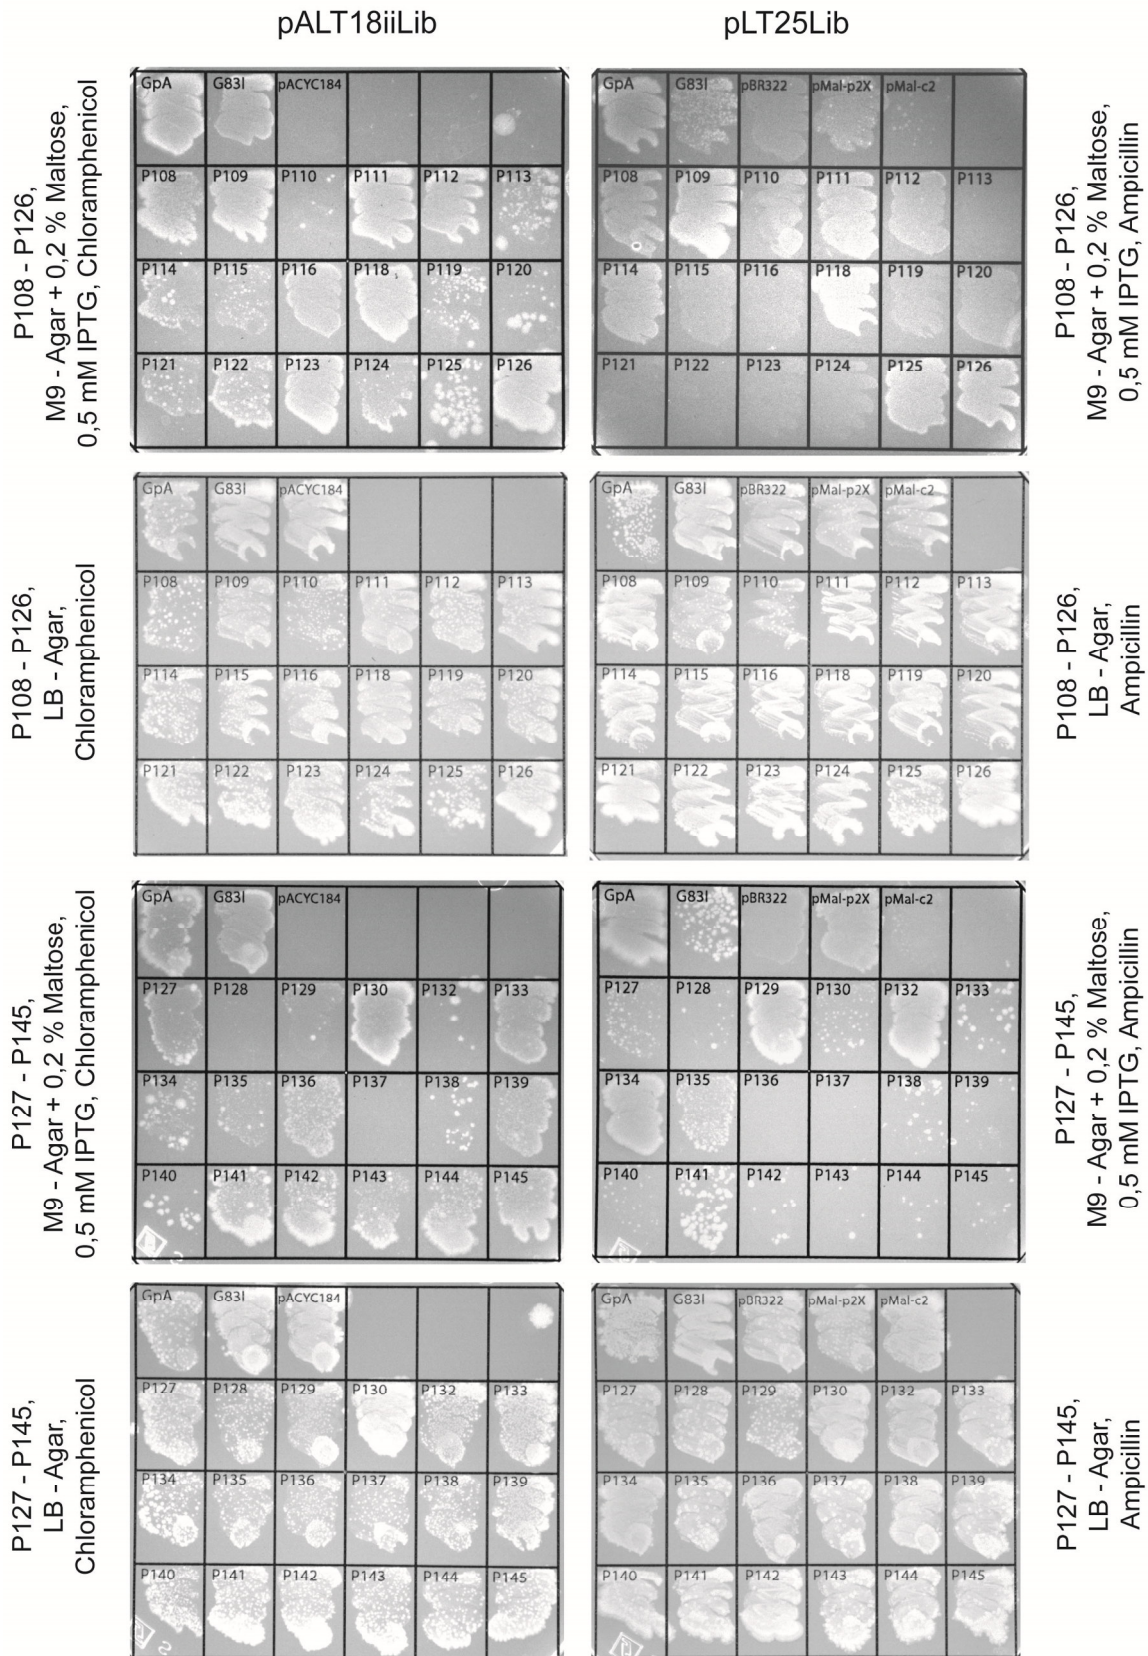 pALT18iiLib
pLT25Lib
P108 - P126,
M9 - Agar + 0,2 % Maltose,
0,5 mM IPTG, Chloramphenicol
GpA G83I pACYC184
P108 P109 P110 P111 P112 P113
P114 P115 P116 P118 P119 P120
P121 P122 P123 P124 P125 P126
GpA G83I pBR322 pMal-p2X pMal-c2
P108 P109 P110 P111 P112 P113
P114 P115 P116 P118 P119 P120
P121 P122 P123 P124 P125 P126
P108 - P126,
M9 - Agar + 0,2 % Maltose,
0,5 mM IPTG, Ampicillin
P108 - P126,
LB - Agar,
Chloramphenicol
GpA G83I pACYC184
P108 P109 P110 P111 P112 P113
P114 P115 P116 P118 P119 P120
P121 P122 P123 P124 P125 P126
GpA G83I pBR322 pMal-p2X pMal-c2
P108 P109 P110 P111 P112 P113
P114 P115 P116 P118 P119 P120
P121 P122 P123 P124 P125 P126
P108 - P126,
LB - Agar,
Ampicillin
P127 - P145,
M9 - Agar + 0,2 % Maltose,
0,5 mM IPTG, Chloramphenicol
GpA G83I pACYC184
P127 P128 P129 P130 P132 P133
P134 P135 P136 P137 P138 P139
P140 P141 P142 P143 P144 P145
GpA G83I pBR322 pMal-p2X pMal-c2
P127 P128 P129 P130 P132 P133
P134 P135 P136 P137 P138 P139
P140 P141 P142 P143 P144 P145
P127 - P145,
M9 - Agar + 0,2 % Maltose,
0,5 mM IPTG, Ampicillin
P127 - P145,
LB - Agar,
Chloramphenicol
GpA G83I pACYC184
P127 P128 P129 P130 P132 P133
P134 P135 P136 P137 P138 P139
P140 P141 P142 P143 P144 P145
GpA G83I pBR322 pMal-p2X pMal-c2
P127 P128 P129 P130 P132 P133
P134 P135 P136 P137 P138 P139
P140 P141 P142 P143 P144 P145
P127 - P145,
LB - Agar,
Ampicillin